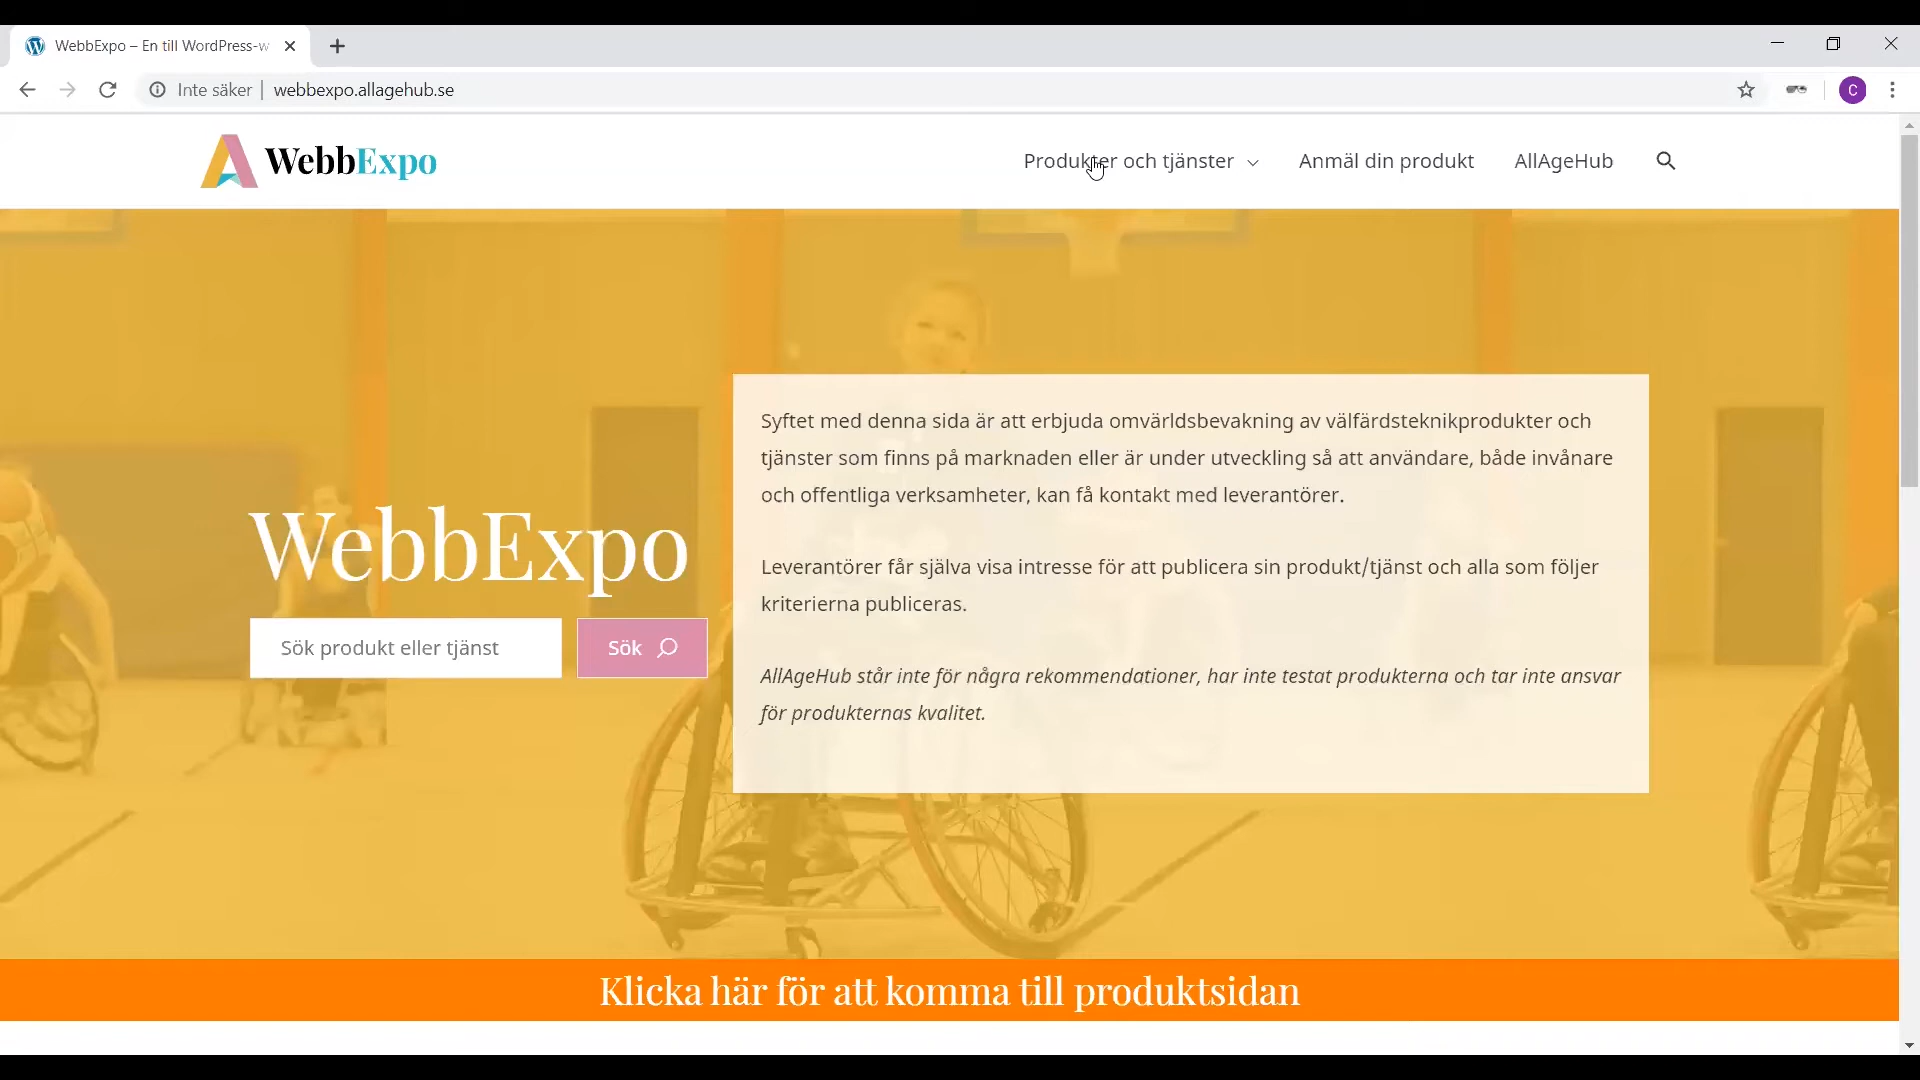 WebbExpo – En till WordPress-w
Inte säker | webbexpo.allagehub.se
C
WebbExpo
Produkter och tjänster
Anmäl din produkt
AllAgeHub
Syftet med denna sida är att erbjuda omvärldsbevakning av välfärdsteknikprodukter och
tjänster som finns på marknaden eller är under utveckling så att användare, både invånare
och offentliga verksamheter, kan få kontakt med leverantörer.
Leverantörer får själva visa intresse för att publicera sin produkt/tjänst och alla som följer
kriterierna publiceras.
AllAgeHub står inte för några rekommendationer, har inte testat produkterna och tar inte ansvar
för produkternas kvalitet.
WebbExpo
Sök produkt eller tjänst
Sök
Klicka här för att komma till produktsidan